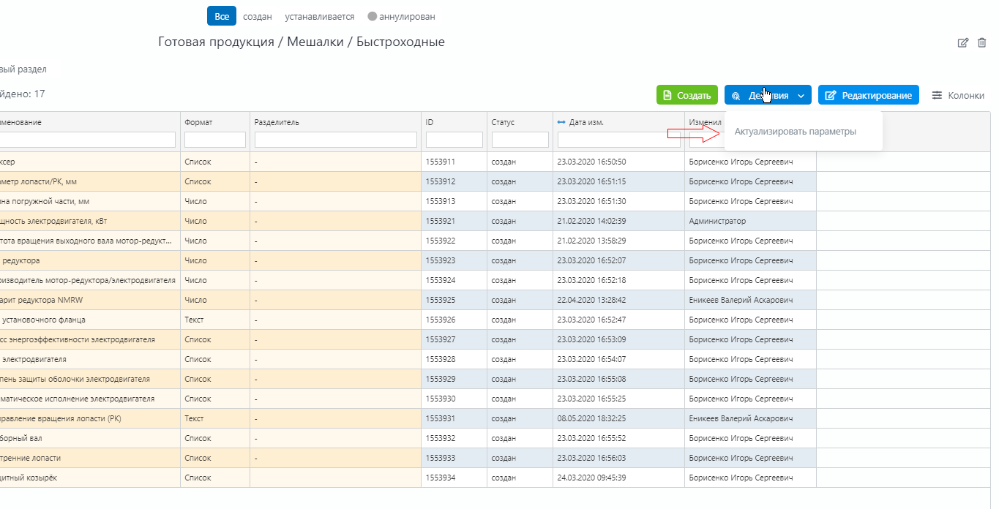 Все создан устанавливается аннулирован
Готовая продукция / Мешалки / Быстроходные
вый раздел
йдено: 17
Создать Действия Редактирование Колонки
Актуализировать параметры
именование Формат Разделитель ID Статус Дата изм. Изменил
ксер Список - 1553911 создан 23.03.2020 16:50:50 Борисенко Игорь Сергеевич
аметр лопасти/РК, мм Список - 1553912 создан 23.03.2020 16:51:15 Борисенко Игорь Сергеевич
ина погружной части, мм Число - 1553913 создан 23.03.2020 16:51:30 Борисенко Игорь Сергеевич
щность электродвигателя, кВт Число - 1553921 создан 21.02.2020 14:02:39 Администратор
тота вращения выходного вала мотор-редукт... Число - 1553922 создан 21.02.2020 13:58:29 Борисенко Игорь Сергеевич
редуктора Число - 1553923 создан 23.03.2020 16:52:07 Борисенко Игорь Сергеевич
оизводитель мотор-редуктора/электродвигателя Число - 1553924 создан 23.03.2020 16:52:18 Борисенко Игорь Сергеевич
арит редуктора NMRW Число - 1553925 создан 22.04.2020 13:28:42 Еникеев Валерий Аскарович
установочного фланца Текст - 1553926 создан 23.03.2020 16:52:47 Борисенко Игорь Сергеевич
сс энергоэффективности электродвигателя Список - 1553927 создан 23.03.2020 16:53:09 Борисенко Игорь Сергеевич
электродвигателя Список - 1553928 создан 23.03.2020 16:54:07 Борисенко Игорь Сергеевич
пень защиты оболочки электродвигателя Список - 1553929 создан 23.03.2020 16:55:08 Борисенко Игорь Сергеевич
матическое исполнение электродвигателя Список - 1553930 создан 23.03.2020 16:55:25 Борисенко Игорь Сергеевич
равление вращения лопасти (РК) Текст - 1553931 создан 08.05.2020 18:32:25 Еникеев Валерий Аскарович
борный вал Список - 1553932 создан 23.03.2020 16:55:52 Борисенко Игорь Сергеевич
тренние лопасти Список - 1553933 создан 23.03.2020 16:56:03 Борисенко Игорь Сергеевич
цитный козырёк Список 1553934 создан 24.03.2020 09:45:39 Борисенко Игорь Сергеевич